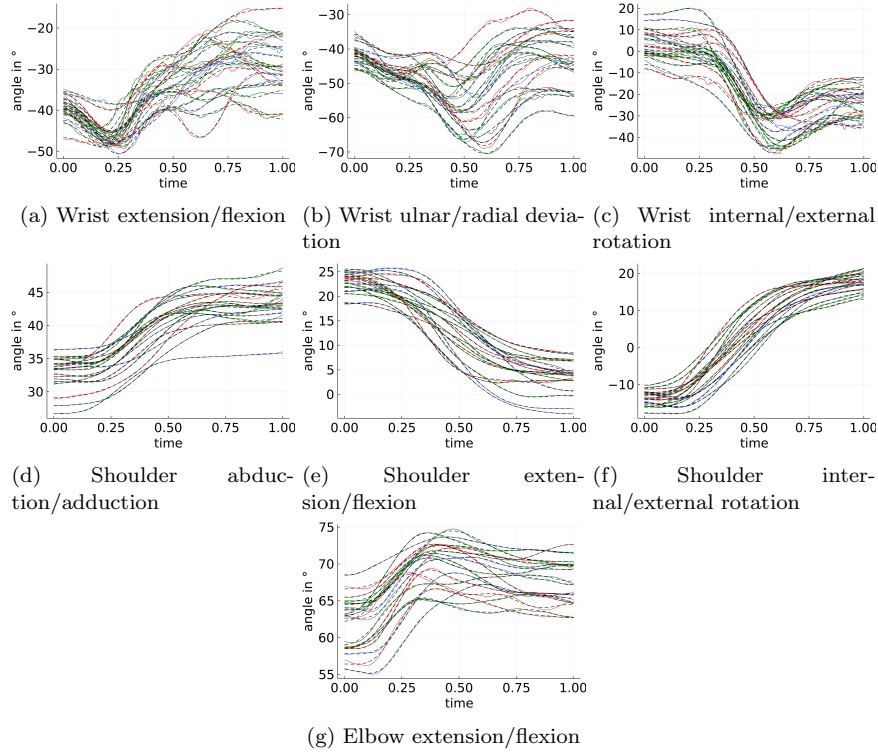 −20
−30
−40
−50
angle in °
0.00 0.25 0.50 0.75 1.00
time
−30
−40
−50
−60
−70
angle in °
0.00 0.25 0.50 0.75 1.00
time
20
10
0
−10
−20
−30
−40
angle in °
0.00 0.25 0.50 0.75 1.00
time
(a) Wrist extension/flexion
(b) Wrist ulnar/radial devia-
tion
(c) Wrist internal/external
rotation
45
40
35
30
angle in °
0.00 0.25 0.50 0.75 1.00
time
25
20
15
10
5
0
angle in °
0.00 0.25 0.50 0.75 1.00
time
20
10
0
−10
angle in °
0.00 0.25 0.50 0.75 1.00
time
(d) Shoulder abduc-
tion/adduction
(e) Shoulder exten-
sion/flexion
(f) Shoulder inter-
nal/external rotation
75
70
65
60
55
angle in °
0.00 0.25 0.50 0.75 1.00
time
(g) Elbow extension/flexion